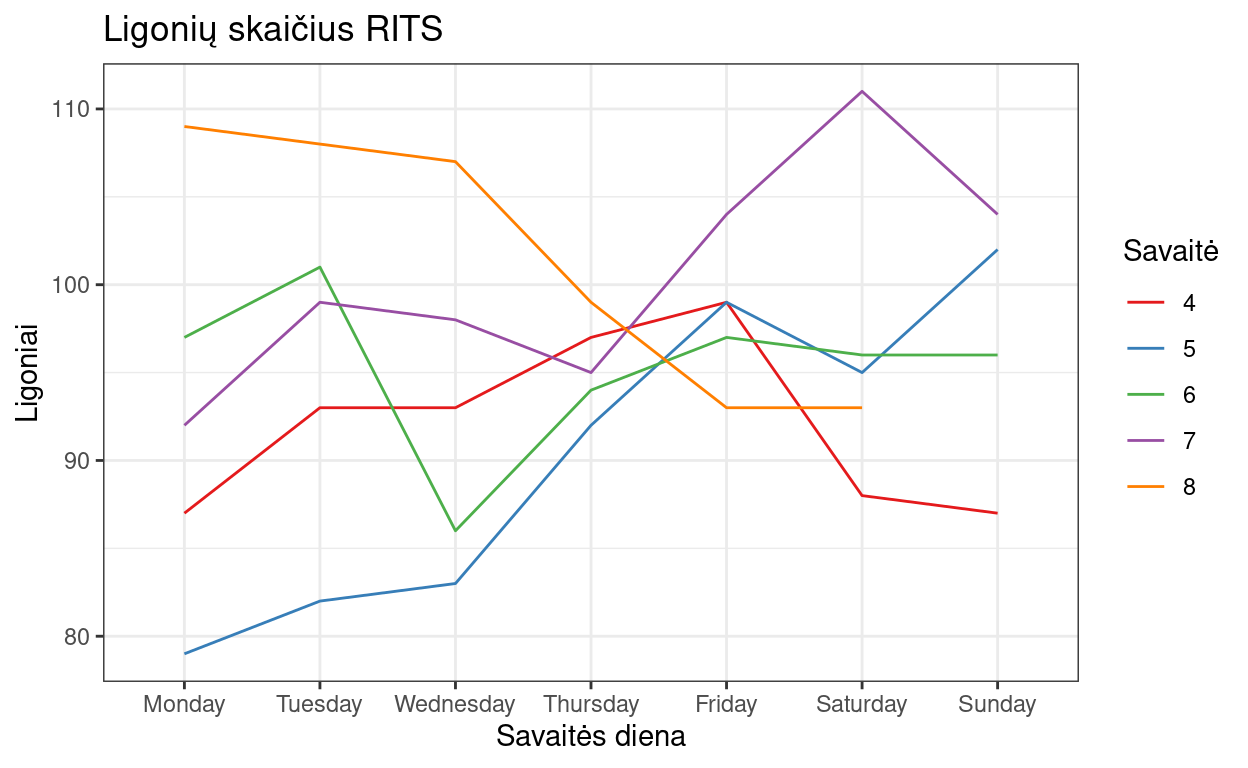 Ligonių skaičius RITS
Ligoniai
110
100
90
80
Monday Tuesday Wednesday Thursday Friday Saturday Sunday
Savaitės diena
Savaitė
4
5
6
7
8